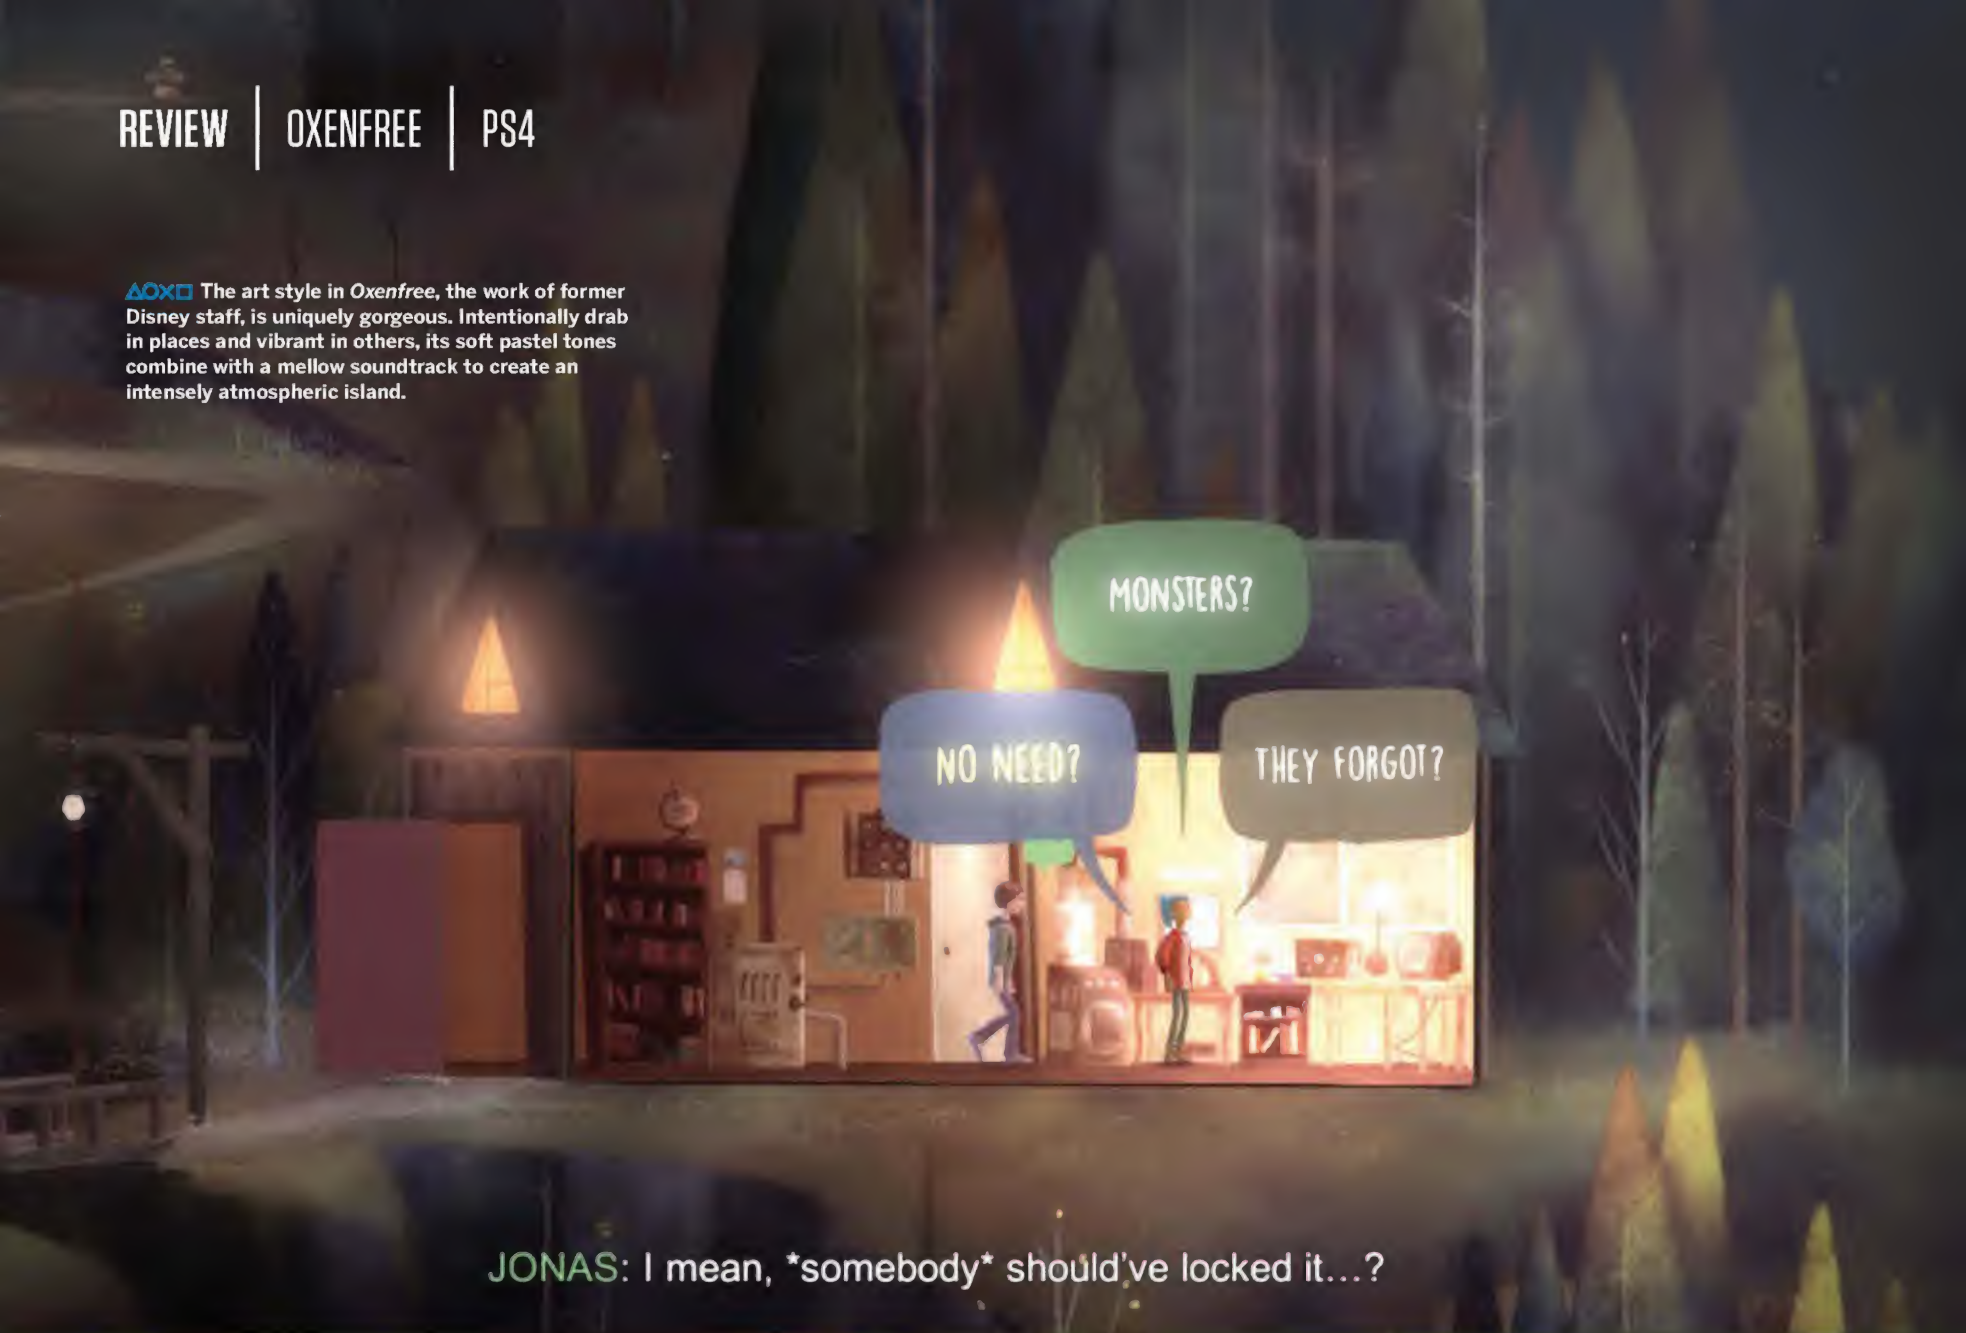 REVIEW | OXENFREE | PS4
The art style in Oxenfree, the work of former
Disney staff, is uniquely gorgeous. Intentionally drab
in places and vibrant in others, its soft pastel tones
combine with a mellow soundtrack to create an
intensely atmospheric island.
MONSTERS?
NO NEED?
THEY FORGOT?
JONAS: I mean, *somebody* should've locked it...?